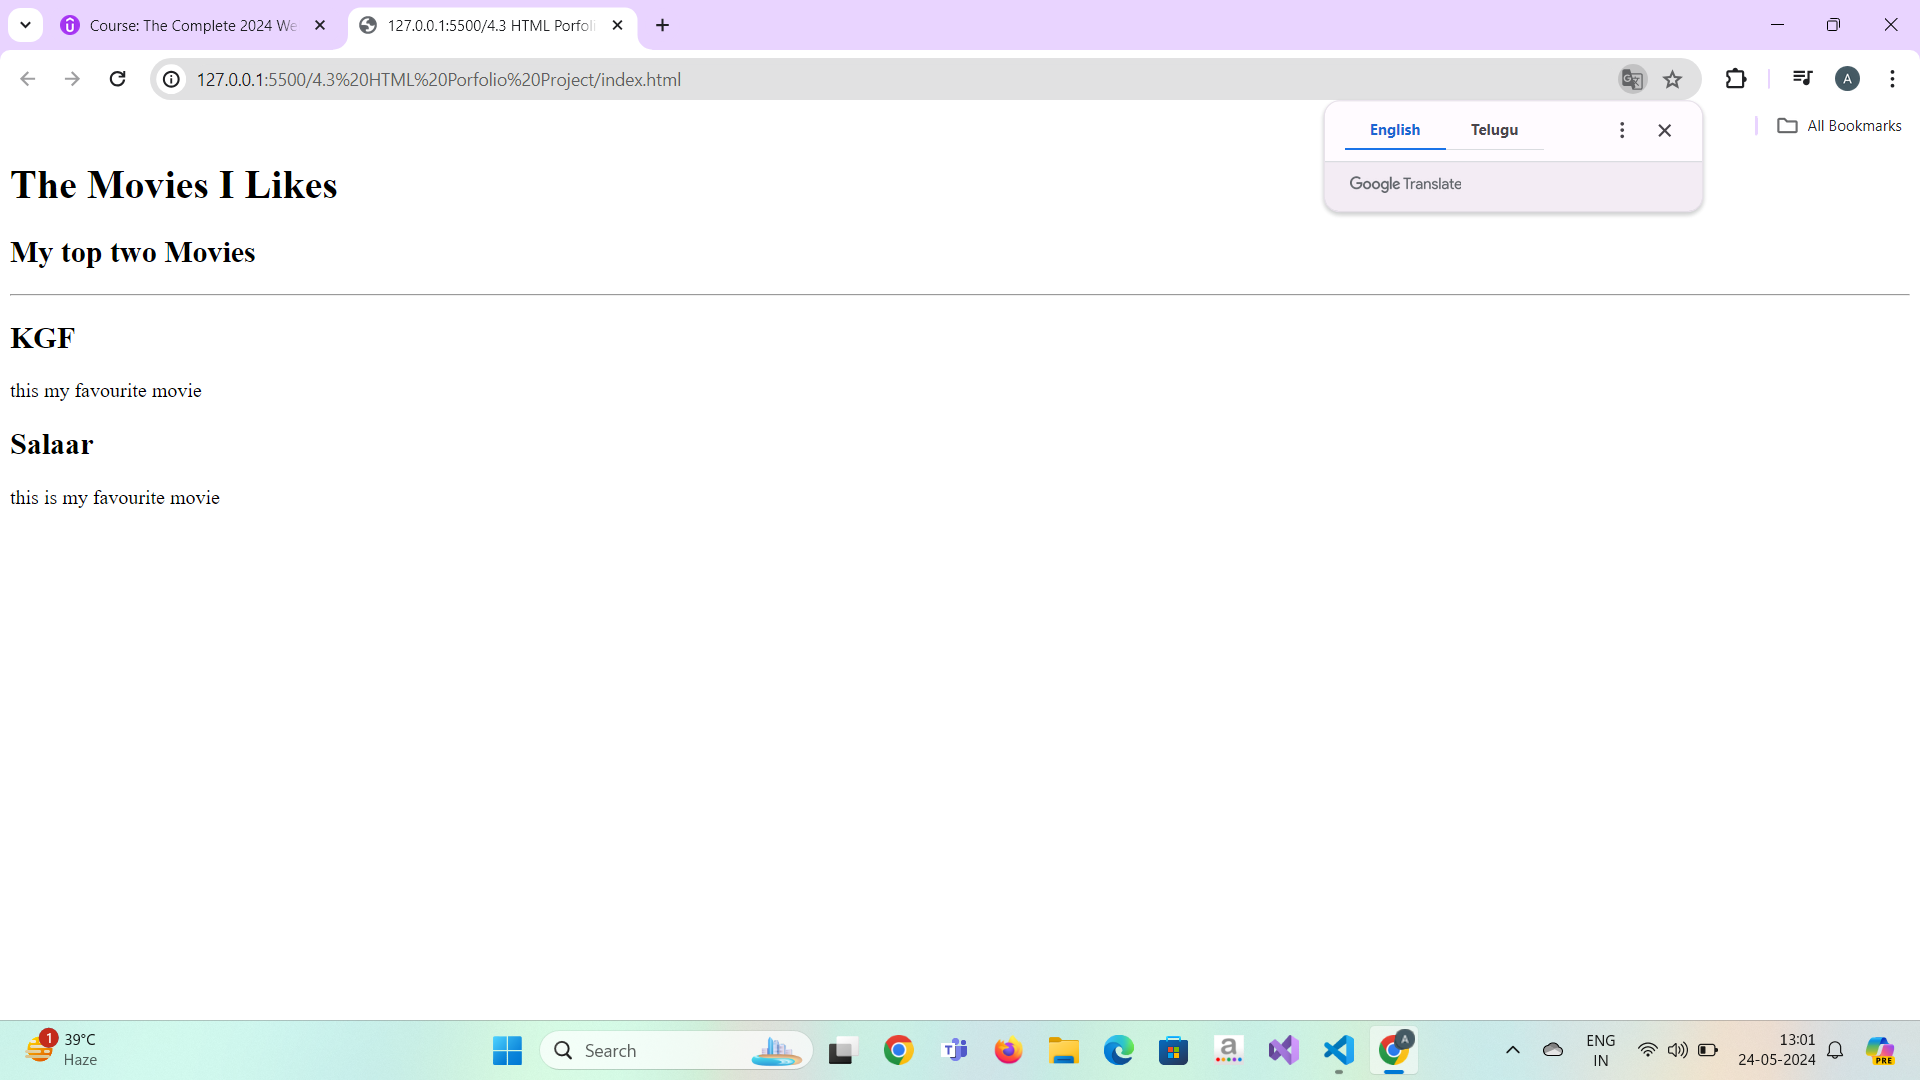 Course: The Complete 2024 We
127.0.0.1:5500/4.3 HTML Porfoli
127.0.0.1:5500/4.3%20HTML%20Porfolio%20Project/index.html
A
All Bookmarks
English Telugu
Google Translate
The Movies I Likes
My top two Movies
KGF
this my favourite movie
Salaar
this is my favourite movie
1
39°C
Haze
Search
a
A
ENG
IN
13:01
24-05-2024
PRE